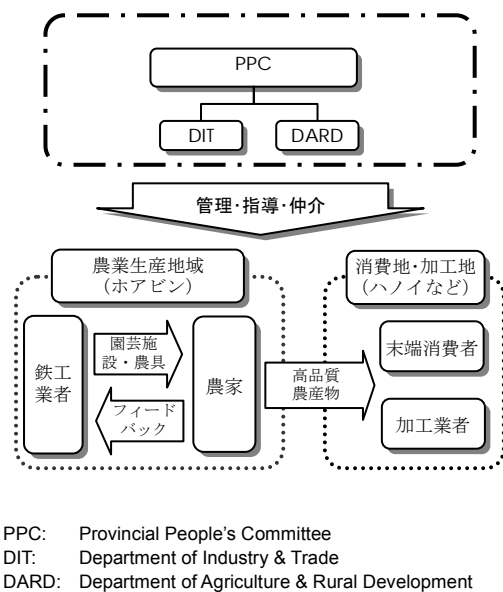 PPC
DIT
DARD
管理・指導・仲介
農業生産地域
（ホアビン）
消費地・加工地
（ハノイなど）
鉄工
業者
園芸施
設・農具
フィード
バック
農家
高品質
農産物
末端消費者
加工業者
PPC: Provincial People's Committee
DIT: Department of Industry & Trade
DARD: Department of Agriculture & Rural Development